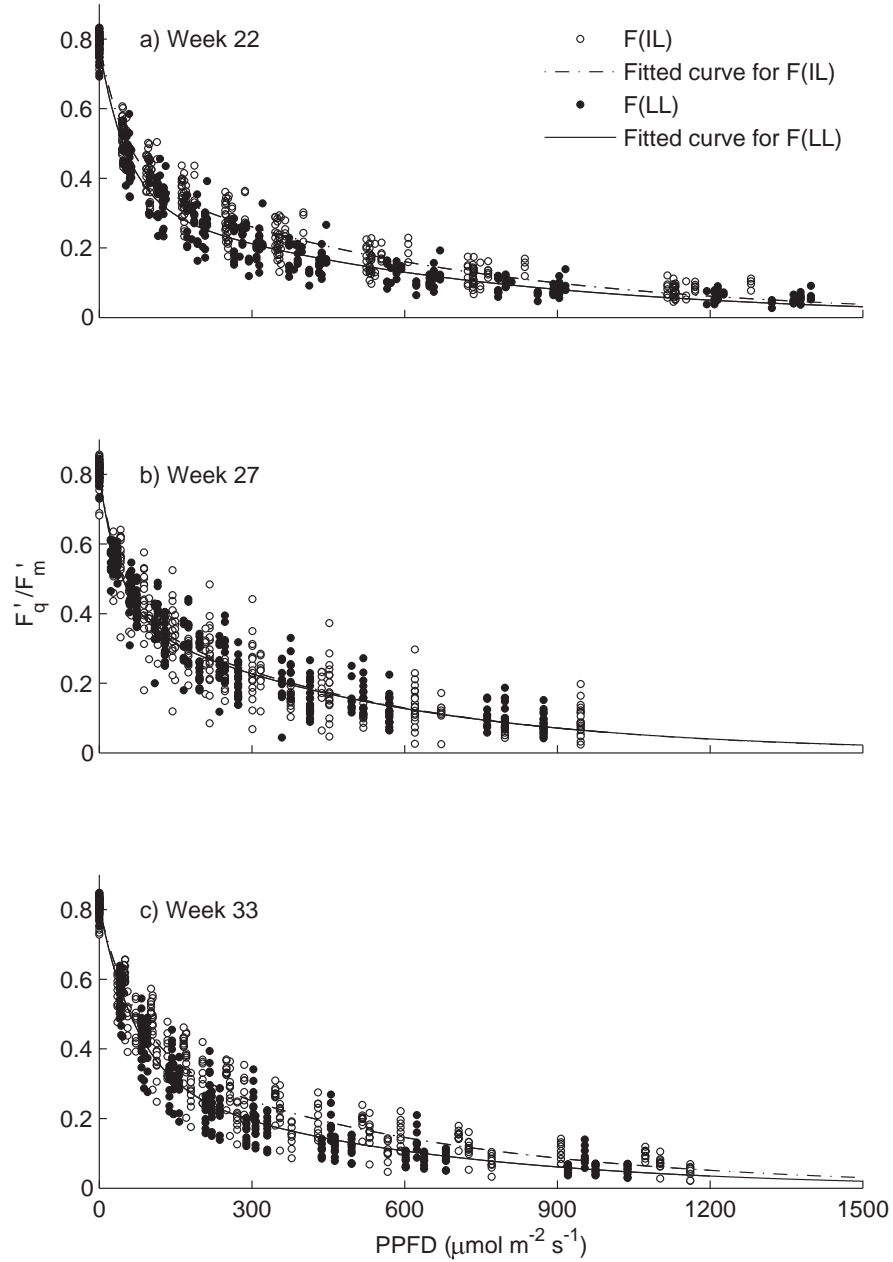 a) Week 22
F(IL)
Fitted curve for F(IL)
F(LL)
Fitted curve for F(LL)
0.8
0.6
0.4
0.2
0
b) Week 27
0.8
0.6
0.4
0.2
0
F'q/F'm
c) Week 33
0.8
0.6
0.4
0.2
0
0 300 600 900 1200 1500
PPFD (μmol m-2 s-1)